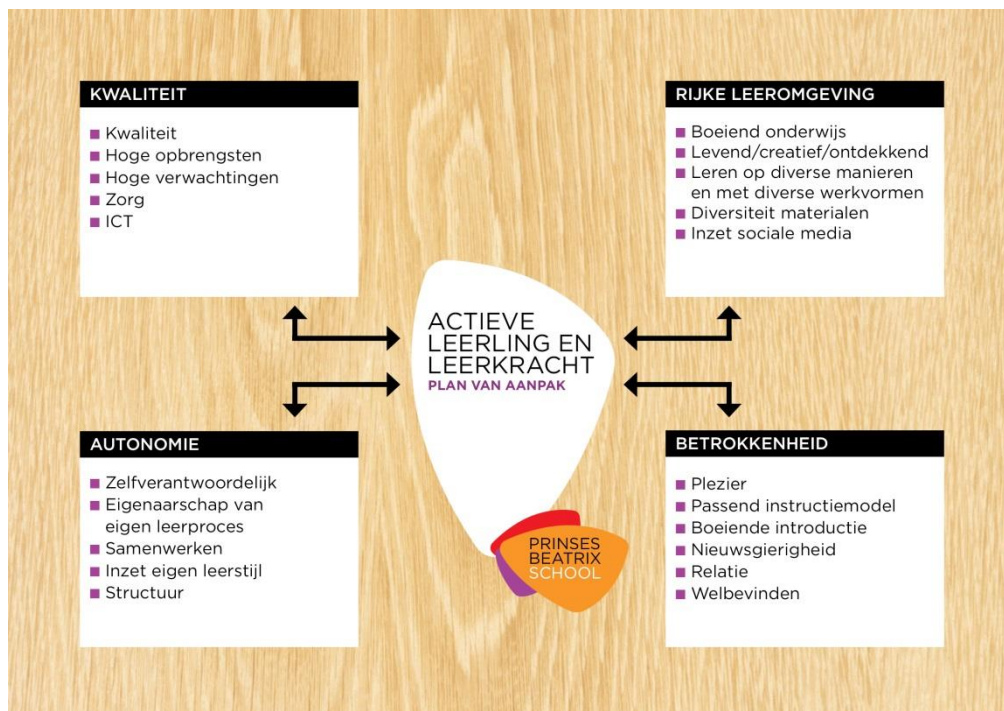 KWALITEIT
■ Kwaliteit
■ Hoge opbrengsten
■ Hoge verwachtingen
■ Zorg
■ ICT
RIJKE LEEROMGEVING
■ Boeiend onderwijs
■ Levend/creatief/ontdekkend
■ Leren op diverse manieren
en met diverse werkvormen
■ Diversiteit materialen
■ Inzet sociale media
ACTIEVE
LEERLING EN
LEERKRACHT
PLAN VAN AANPAK
AUTONOMIE
■ Zelfverantwoordelijk
■ Eigenaarschap van
eigen leerproces
■ Samenwerken
■ Inzet eigen leerstijl
■ Structuur
BETROKKENHEID
■ Plezier
■ Passend instructiemodel
■ Boeiende introductie
■ Nieuwsgierigheid
■ Relatie
■ Welbevinden
PRINSES
BEATRIX
SCHOOL